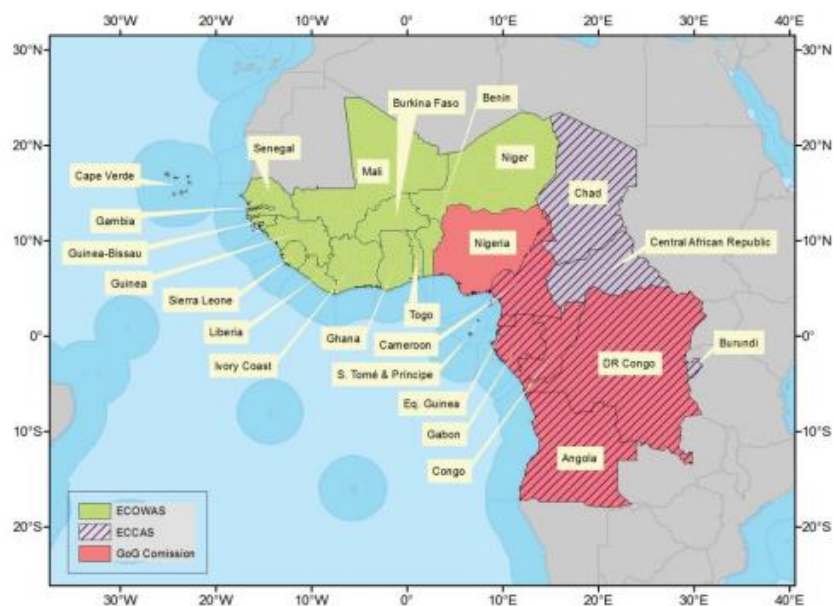 30°W 20°W 10°W 0° 10°E 20°E 30°E 40°E
30°N 30°N
Burkina Faso
Benin
20°N 20°N
Senegal
Niger
Mali
Cape Verde
Chad
Gambia
10°N 10°N
Nigeria
Central African Republic
Guinea-Bissau
Guinea
Sierra Leone
Togo
Liberia
0° 0°
Ghana
Cameroon
Burundi
Ivory Coast
DR Congo
S. Tomé & Príncipe
Eq. Guinea
10°S 10°S
Gabon
Angola
Congo
ECOWAS
ECCAS
20°S 20°S
GoG Comission
30°W 20°W 10°W 0° 10°E 20°E 30°E 40°E